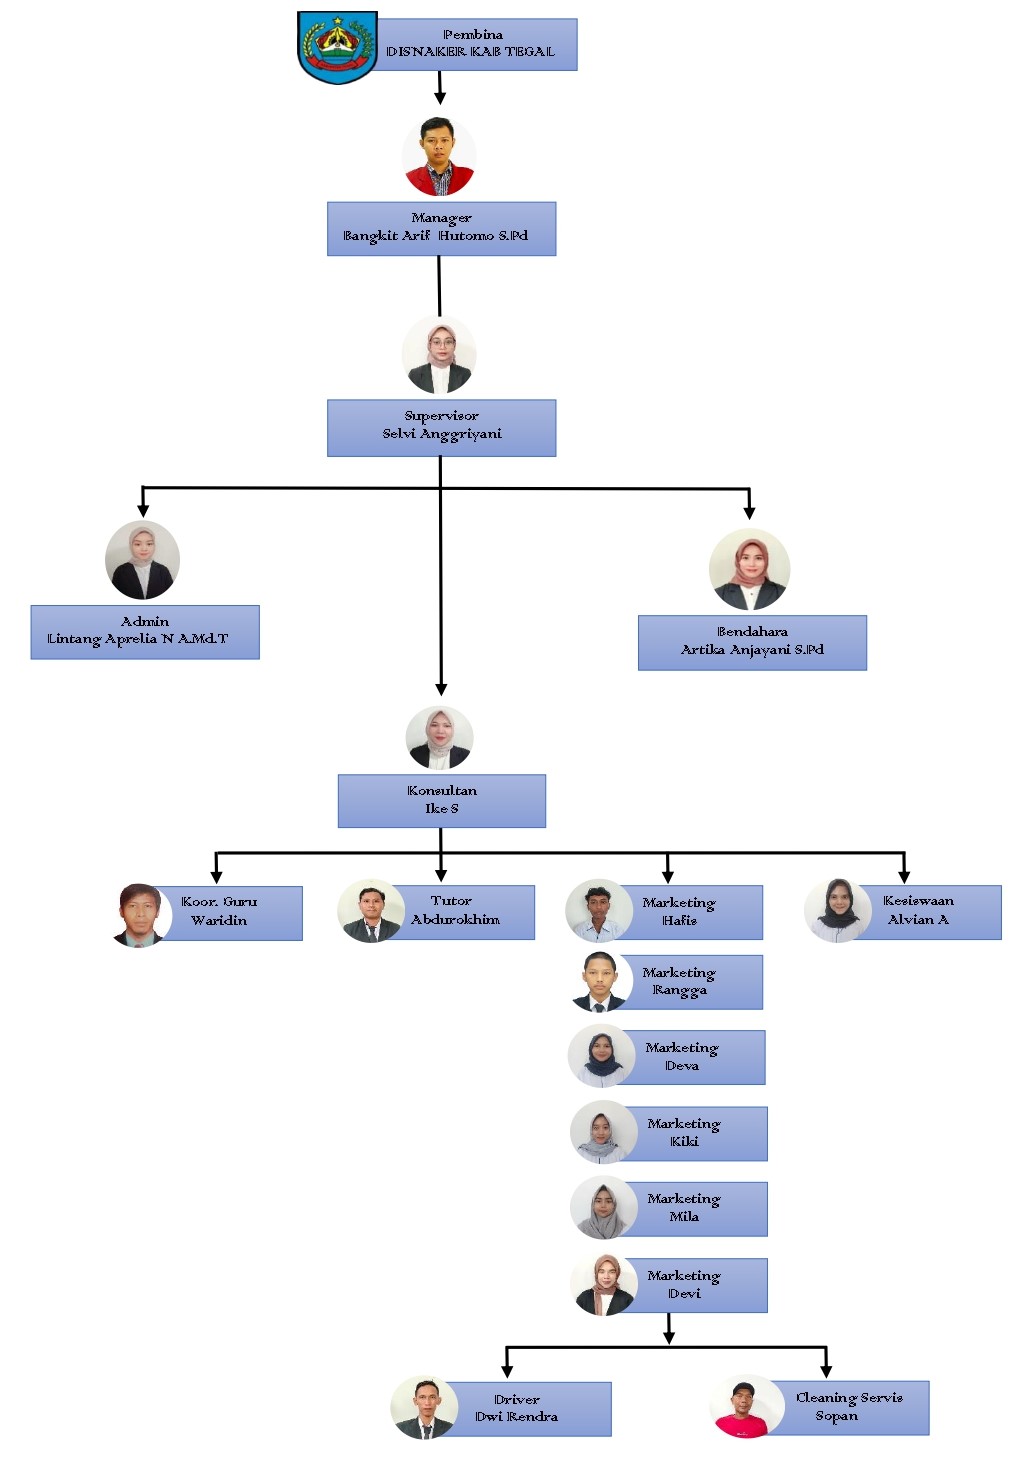 Pembina
DISNAKER KAB TEGAL
Manager
Bangkit Arif Hutomo S.Pd
Supervisor
Selvi Anggriyani
Admin
Lintang Aprelia N A.Md.T
Bendahara
Artika Anjayani S.Pd
Konsultan
Ike S
Koor. Guru
Waridin
Tutor
Abdurokhim
Marketing
Hafis
Kesiswaan
Alvian A
Marketing
Rangga
Marketing
Deva
Marketing
Kiki
Marketing
Mila
Marketing
Devi
Driver
Dwi Rendra
Cleaning Servis
Sopan